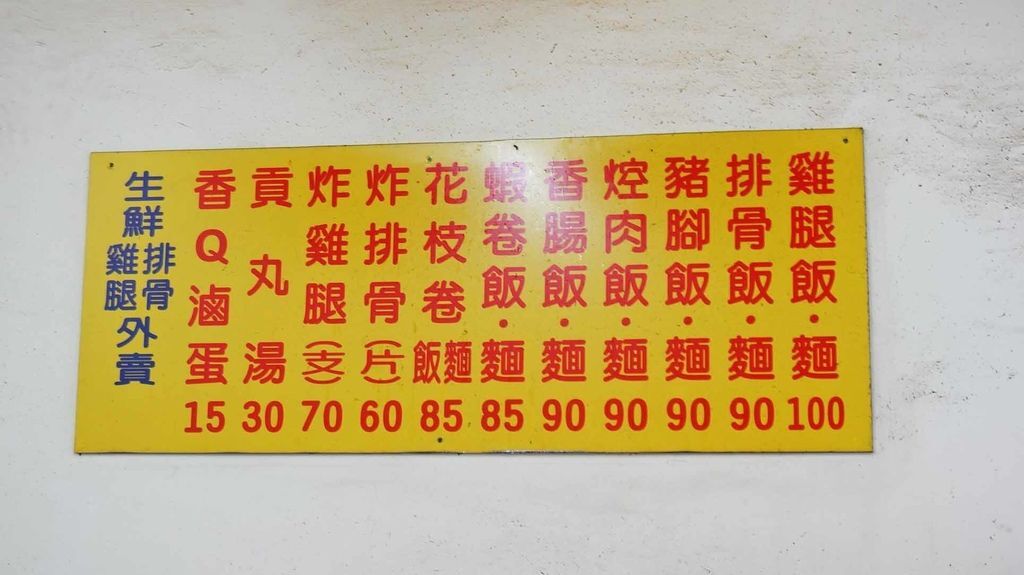 雞腿飯・麵 100
排骨飯・麵 90
豬腳飯・麵 90
焢肉飯・麵 90
香腸飯・麵 90
蝦卷飯・麵 85
花枝卷飯麵 85
炸排骨(片) 60
炸雞腿(支) 70
貢丸湯 30
香Q滷蛋 15
生鮮排骨雞腿外賣